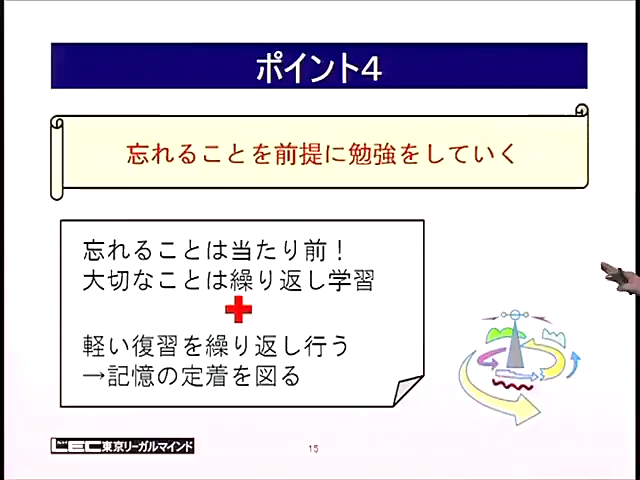 ポイント4
忘れることを前提に勉強をしていく
忘れることは当たり前！
大切なことは繰り返し学習
軽い復習を繰り返し行う
→記憶の定着を図る
LEC東京リーガルマインド
15